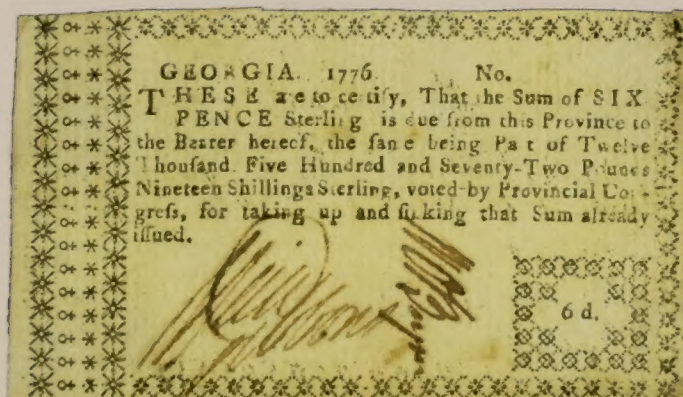 GEORGIA. 1776. No.
THESE are to certify, That the Sum of SIX
PENCE Sterling is due from this Province to
the Bearer hereof, the same being Part of Twelve
Thouſand Five Hundred and Seventy-Two Pounds
Nineteen Shillings Sterling, voted by Provincial Con-
greſs, for taking up and ſinking that Sum already
iſſued.
6 d.